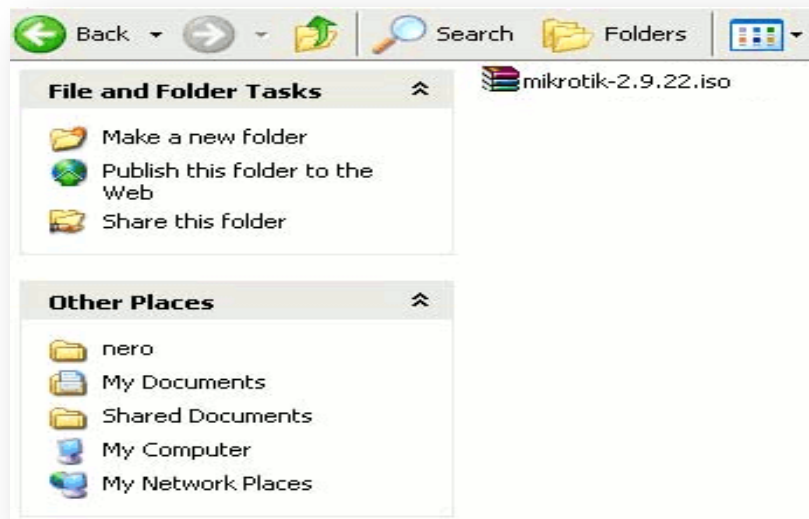 Back Search Folders
File and Folder Tasks
Make a new folder
Publish this folder to the
Web
Share this folder
Other Places
nero
My Documents
Shared Documents
My Computer
My Network Places
mikrotik-2.9.22.iso